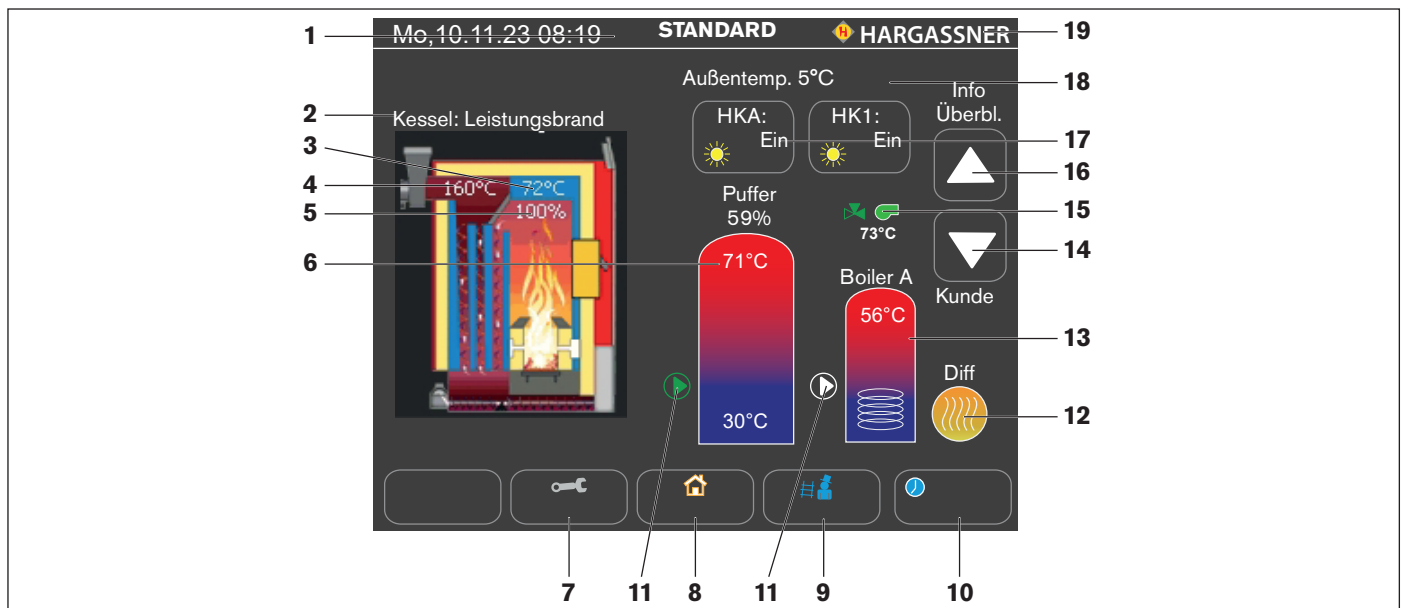 1
Mo,10.11.23 08:19
STANDARD
HARGASSNER
19
Außentemp. 5°C
18
Info
Überbl.
2
Kessel: Leistungsbrand
HKA:
Ein
HK1:
Ein
17
3
4
160°C
72°C
16
5
100%
Puffer
59%
15
73°C
6
71°C
14
Boiler A
Kunde
56°C
13
Diff
30°C
12
7
11
8
11
9
10